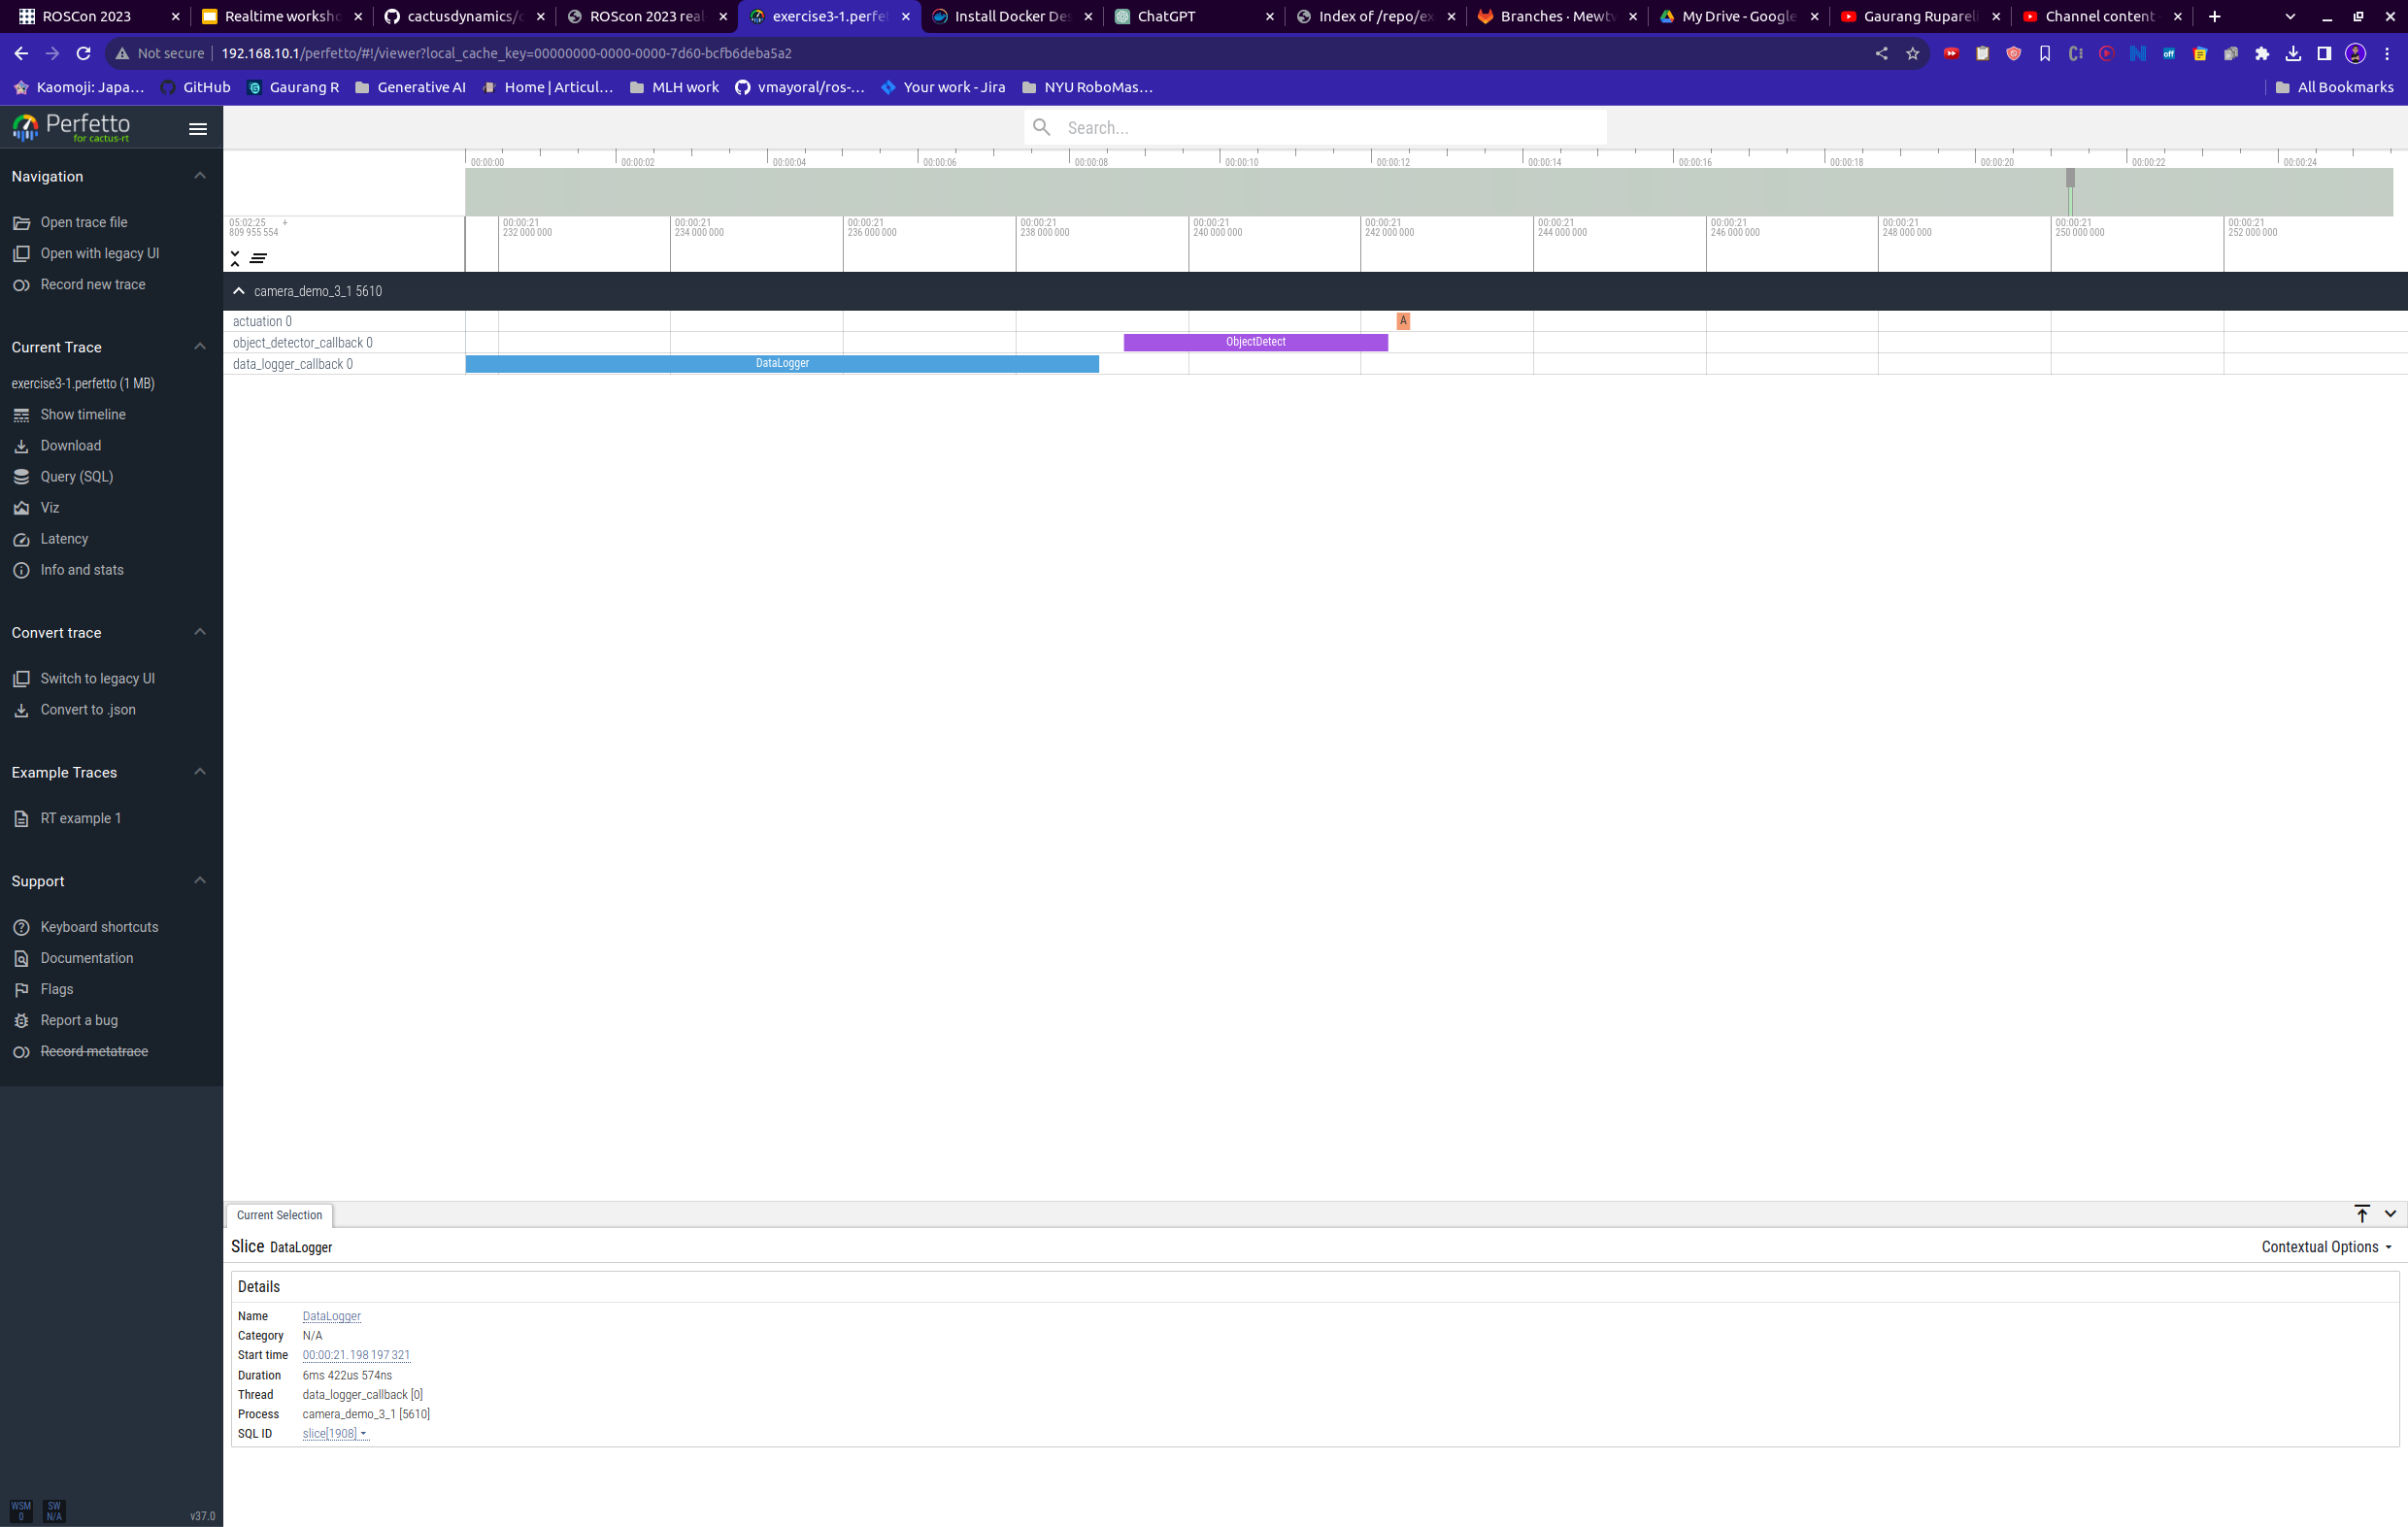 ROSCon 2023
Realtime worksho
cactusdynamics/c
ROScon 2023 real
exercise3-1.perfe
Install Docker Des
ChatGPT
Index of /repo/ex
Branches · Mewtw
My Drive - Google
Gaurang Ruparel
Channel content
Not secure
192.168.10.1/perfetto/#!/viewer?local_cache_key=00000000-0000-0000-7d60-bcfb6deba5a2
off
Kaomoji: Japa…
GitHub
Gaurang R
Generative AI
Home | Articul…
MLH work
vmayoral/ros-…
Your work - Jira
NYU RoboMas…
All Bookmarks
Perfetto
for cactus-rt
Search...
Navigation
Open trace file
Open with legacy UI
Record new trace
Current Trace
exercise3-1.perfetto (1 MB)
Show timeline
Download
Query (SQL)
Viz
Latency
Info and stats
Convert trace
Switch to legacy UI
Convert to .json
Example Traces
RT example 1
Support
Keyboard shortcuts
Documentation
Flags
Report a bug
Record metatrace
WSM
0
SW
N/A
v37.0
00:00:00 00:00:02 00:00:04 00:00:06 00:00:08 00:00:10 00:00:12 00:00:14 00:00:16 00:00:18 00:00:20 00:00:22 00:00:24
05:02:25 + 00:00:21 00:00:21 00:00:21 00:00:21 00:00:21 00:00:21 00:00:21 00:00:21 00:00:21 00:00:21 00:00:21
809 955 554 232 000 000 234 000 000 236 000 000 238 000 000 240 000 000 242 000 000 244 000 000 246 000 000 248 000 000 250 000 000 252 000 000
camera_demo_3_1 5610
actuation 0 A
object_detector_callback 0 ObjectDetect
data_logger_callback 0 DataLogger
Current Selection
Slice DataLogger
Contextual Options
Details
Name DataLogger
Category N/A
Start time 00:00:21.198 197 321
Duration 6ms 422us 574ns
Thread data_logger_callback [0]
Process camera_demo_3_1 [5610]
SQL ID slice[1908]